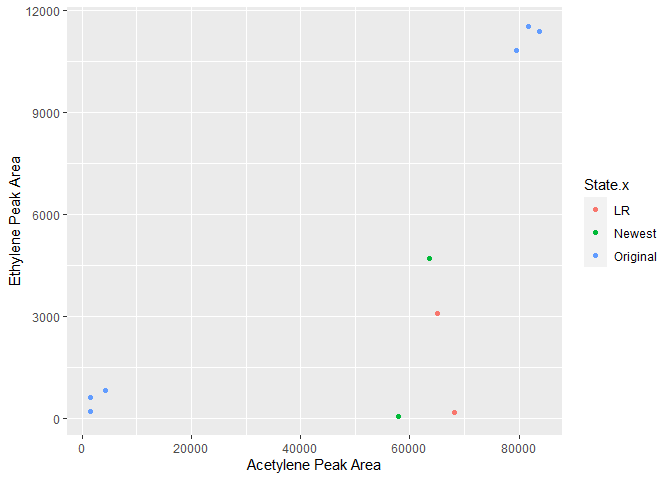 12000
9000
6000
3000
0
Ethylene Peak Area
0 20000 40000 60000 80000
Acetylene Peak Area
State.x
LR
Newest
Original